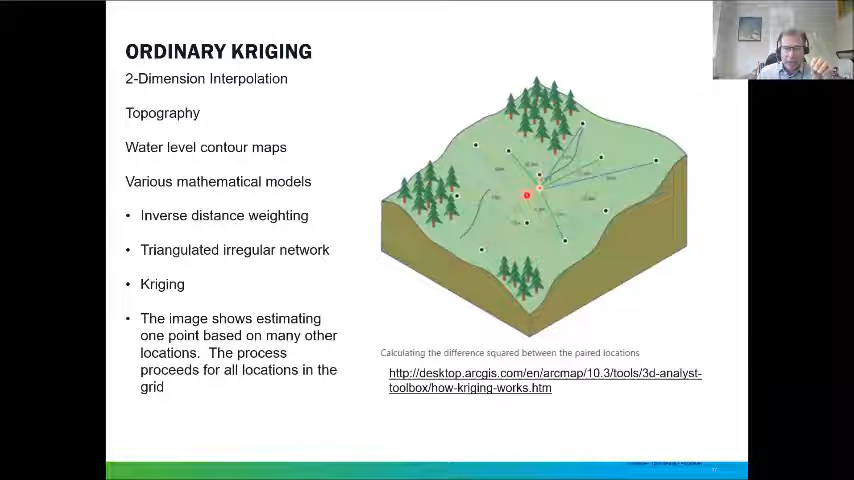 ORDINARY KRIGING
2-Dimension Interpolation
Topography
Water level contour maps
Various mathematical models
• Inverse distance weighting
• Triangulated irregular network
• Kriging
• The image shows estimating
one point based on many other
locations. The process
proceeds for all locations in the
grid
Calculating the difference squared between the paired locations
http://desktop.arcgis.com/en/arcmap/10.3/tools/3d-analyst-
toolbox/how-kriging-works.htm